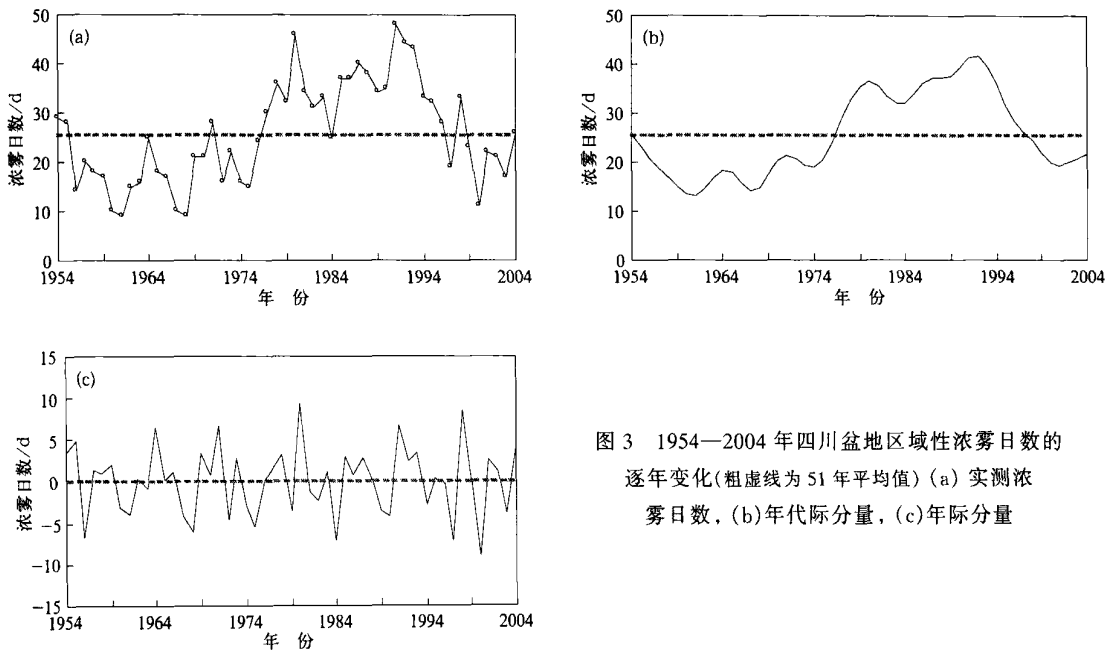 (a)
50
40
30
20
10
0
浓雾日数/d
1954 1964 1974 1984 1994 2004
年 份
(b)
50
40
30
20
10
0
浓雾日数/d
1954 1964 1974 1984 1994 2004
年 份
(c)
15
10
5
0
-5
-10
-15
浓雾日数/d
1954 1964 1974 1984 1994 2004
年 份
图 3 1954—2004 年四川盆地区域性浓雾日数的
逐年变化(粗虚线为 51 年平均值) (a) 实测浓
雾日数, (b)年代际分量, (c)年际分量